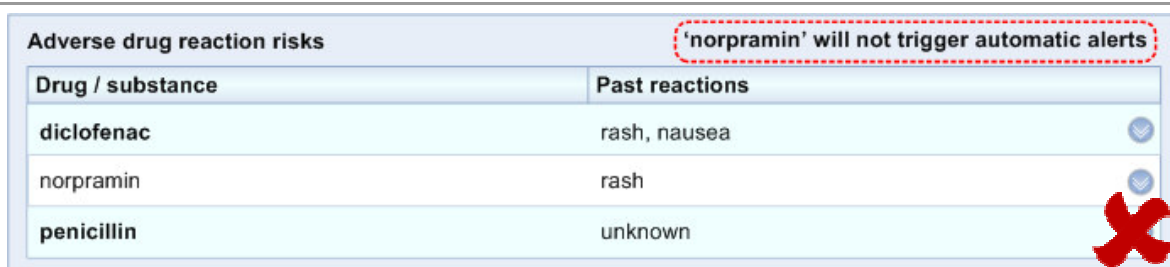 Adverse drug reaction risks ‘norpramin’ will not trigger automatic alerts
Drug / substance Past reactions
diclofenac rash, nausea
norpramin rash
penicillin unknown